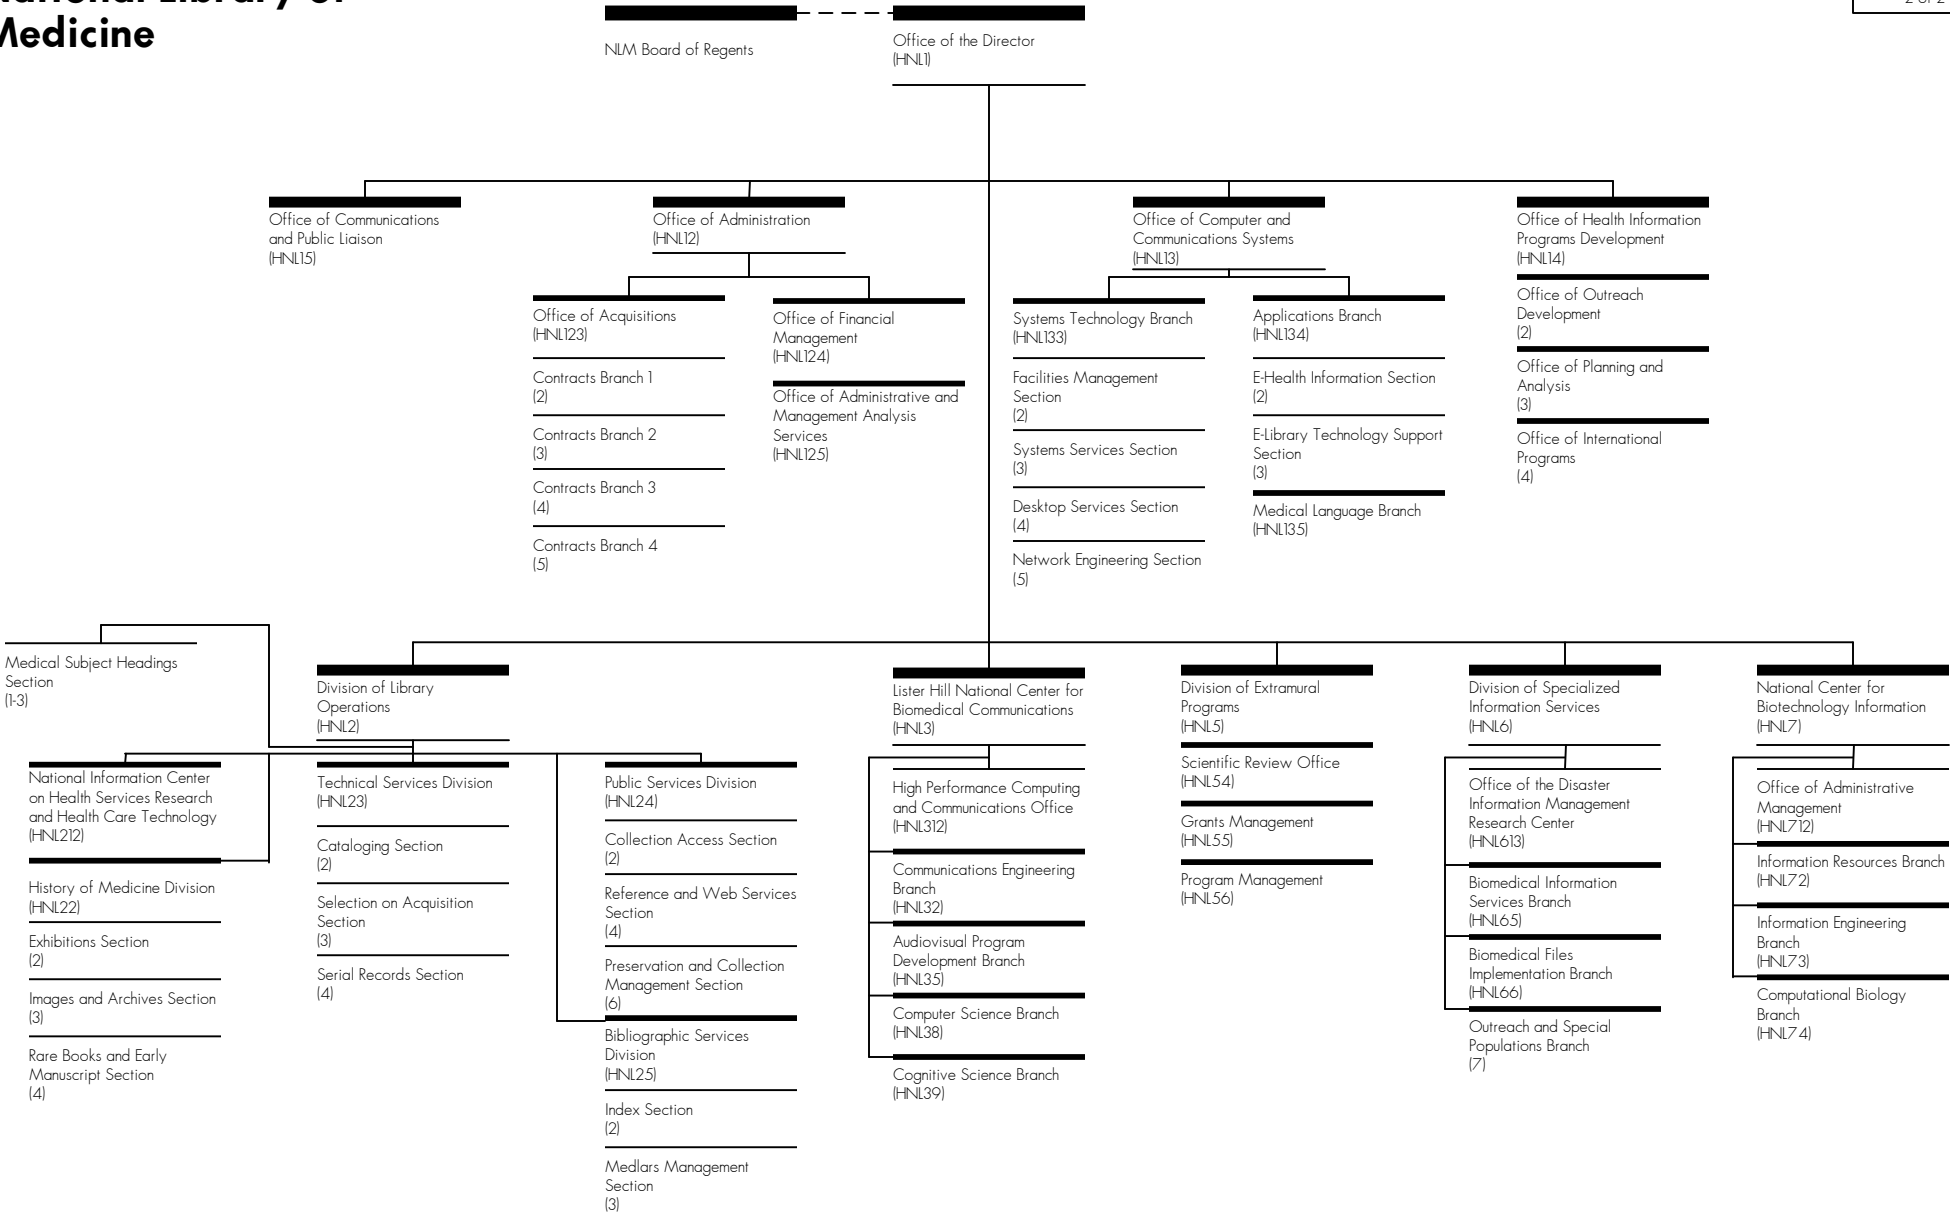 Medicine
NLM Board of Regents
Office of the Director
(HNL1)
Office of Communications
and Public Liaison
(HNL15)
Office of Administration
(HNL12)
Office of Computer and
Communications Systems
(HNL13)
Office of Health Information
Programs Development
(HNL14)
Office of Acquisitions
(HNL123)
Contracts Branch 1
(2)
Contracts Branch 2
(3)
Contracts Branch 3
(4)
Contracts Branch 4
(5)
Office of Financial
Management
(HNL124)
Office of Administrative and
Management Analysis
Services
(HNL125)
Systems Technology Branch
(HNL133)
Facilities Management
Section
(2)
Systems Services Section
(3)
Desktop Services Section
(4)
Network Engineering Section
(5)
Applications Branch
(HNL134)
E-Health Information Section
(2)
E-Library Technology Support
Section
(3)
Medical Language Branch
(HNL135)
Office of Outreach
Development
(2)
Office of Planning and
Analysis
(3)
Office of International
Programs
(4)
Medical Subject Headings
Section
(1-3)
Division of Library
Operations
(HNL2)
Lister Hill National Center for
Biomedical Communications
(HNL3)
Division of Extramural
Programs
(HNL5)
Division of Specialized
Information Services
(HNL6)
National Center for
Biotechnology Information
(HNL7)
National Information Center
on Health Services Research
and Health Care Technology
(HNL212)
History of Medicine Division
(HNL22)
Exhibitions Section
(2)
Images and Archives Section
(3)
Rare Books and Early
Manuscript Section
(4)
Technical Services Division
(HNL23)
Cataloging Section
(2)
Selection on Acquisition
Section
(3)
Serial Records Section
(4)
Public Services Division
(HNL24)
Collection Access Section
(2)
Reference and Web Services
Section
(4)
Preservation and Collection
Management Section
(6)
Bibliographic Services
Division
(HNL25)
Index Section
(2)
Medlars Management
Section
(3)
High Performance Computing
and Communications Office
(HNL312)
Communications Engineering
Branch
(HNL32)
Audiovisual Program
Development Branch
(HNL35)
Computer Science Branch
(HNL38)
Cognitive Science Branch
(HNL39)
Scientific Review Office
(HNL54)
Grants Management
(HNL55)
Program Management
(HNL56)
Office of the Disaster
Information Management
Research Center
(HNL613)
Biomedical Information
Services Branch
(HNL65)
Biomedical Files
Implementation Branch
(HNL66)
Outreach and Special
Populations Branch
(7)
Office of Administrative
Management
(HNL712)
Information Resources Branch
(HNL72)
Information Engineering
Branch
(HNL73)
Computational Biology
Branch
(HNL74)